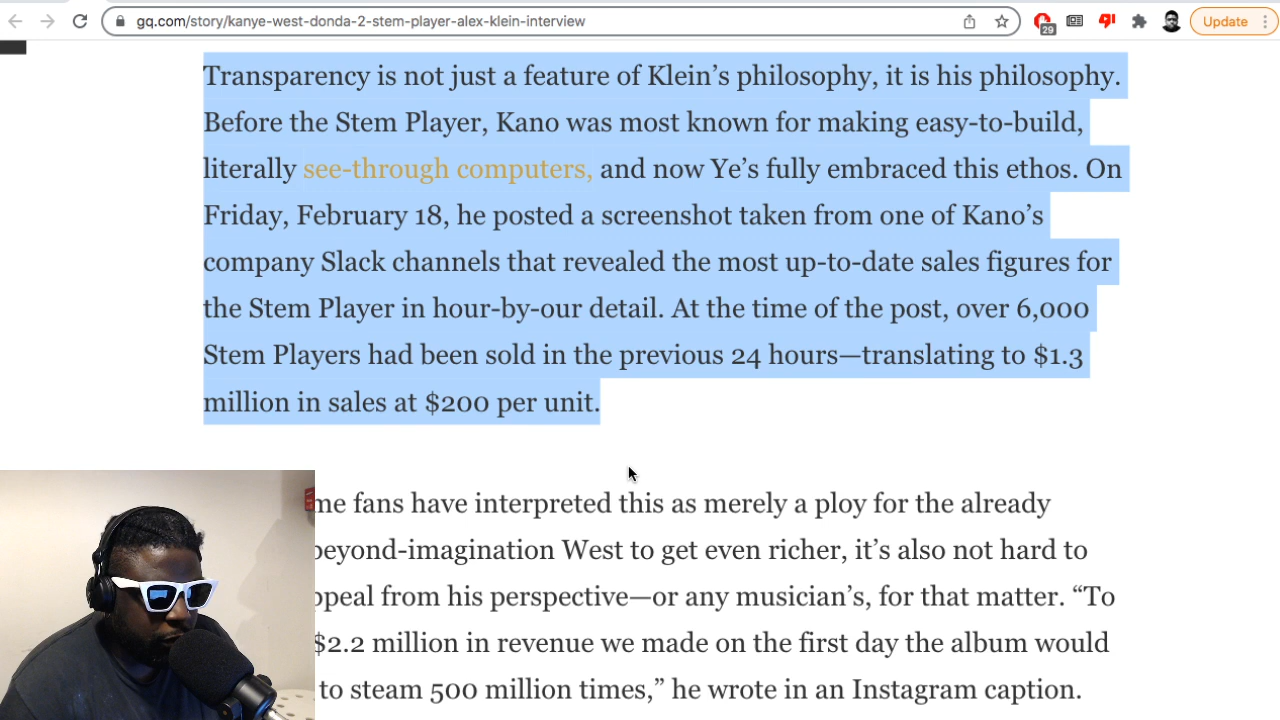 gq.com/story/kanye-west-donda-2-stem-player-alex-klein-interview
29
Update
Transparency is not just a feature of Klein’s philosophy, it is his philosophy.
Before the Stem Player, Kano was most known for making easy-to-build,
literally see-through computers, and now Ye’s fully embraced this ethos. On
Friday, February 18, he posted a screenshot taken from one of Kano’s
company Slack channels that revealed the most up-to-date sales figures for
the Stem Player in hour-by-our detail. At the time of the post, over 6,000
Stem Players had been sold in the previous 24 hours—translating to $1.3
million in sales at $200 per unit.
me fans have interpreted this as merely a ploy for the already
beyond-imagination West to get even richer, it’s also not hard to
ppeal from his perspective—or any musician’s, for that matter. “To
$2.2 million in revenue we made on the first day the album would
to steam 500 million times,” he wrote in an Instagram caption.